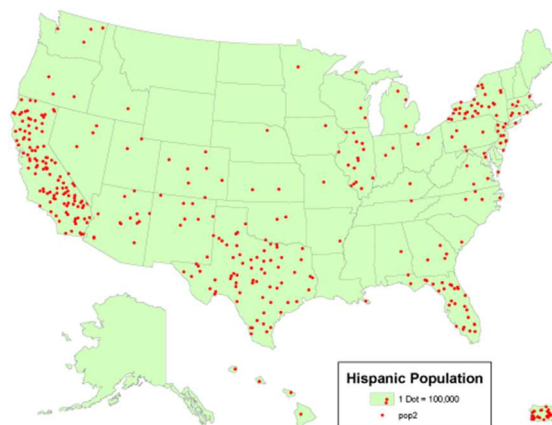 Hispanic Population
1 Dot = 100,000
pop2